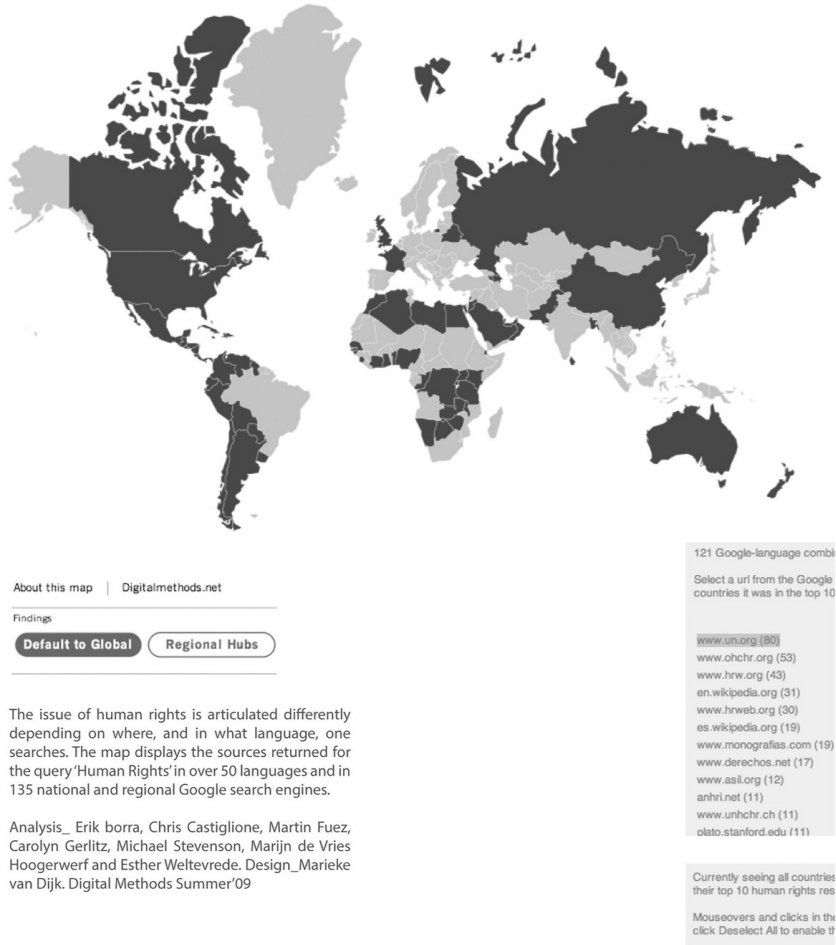 121 Google-language combi
Select a url from the Google
countries it was in the top 10
www.un.org (80)
www.ohchr.org (53)
www.hrw.org (43)
en.wikipedia.org (31)
www.hrweb.org (30)
es.wikipedia.org (19)
www.monografias.com (19)
www.derechos.net (17)
www.asil.org (12)
anhri.net (11)
www.unhchr.ch (11)
plato.stanford.edu (11)
Currently seeing all countries
their top 10 human rights res
Mouseovers and clicks in the
click Deselect All to enable th
About this map | Digitalmethods.net
Findings
Default to Global Regional Hubs
The issue of human rights is articulated differently
depending on where, and in what language, one
searches. The map displays the sources returned for
the query ‘Human Rights’ in over 50 languages and in
135 national and regional Google search engines.
Analysis_ Erik borra, Chris Castiglione, Martin Fuez,
Carolyn Gerlitz, Michael Stevenson, Marijn de Vries
Hoogerwerf and Esther Weltevrede. Design_Marieke
van Dijk. Digital Methods Summer’09